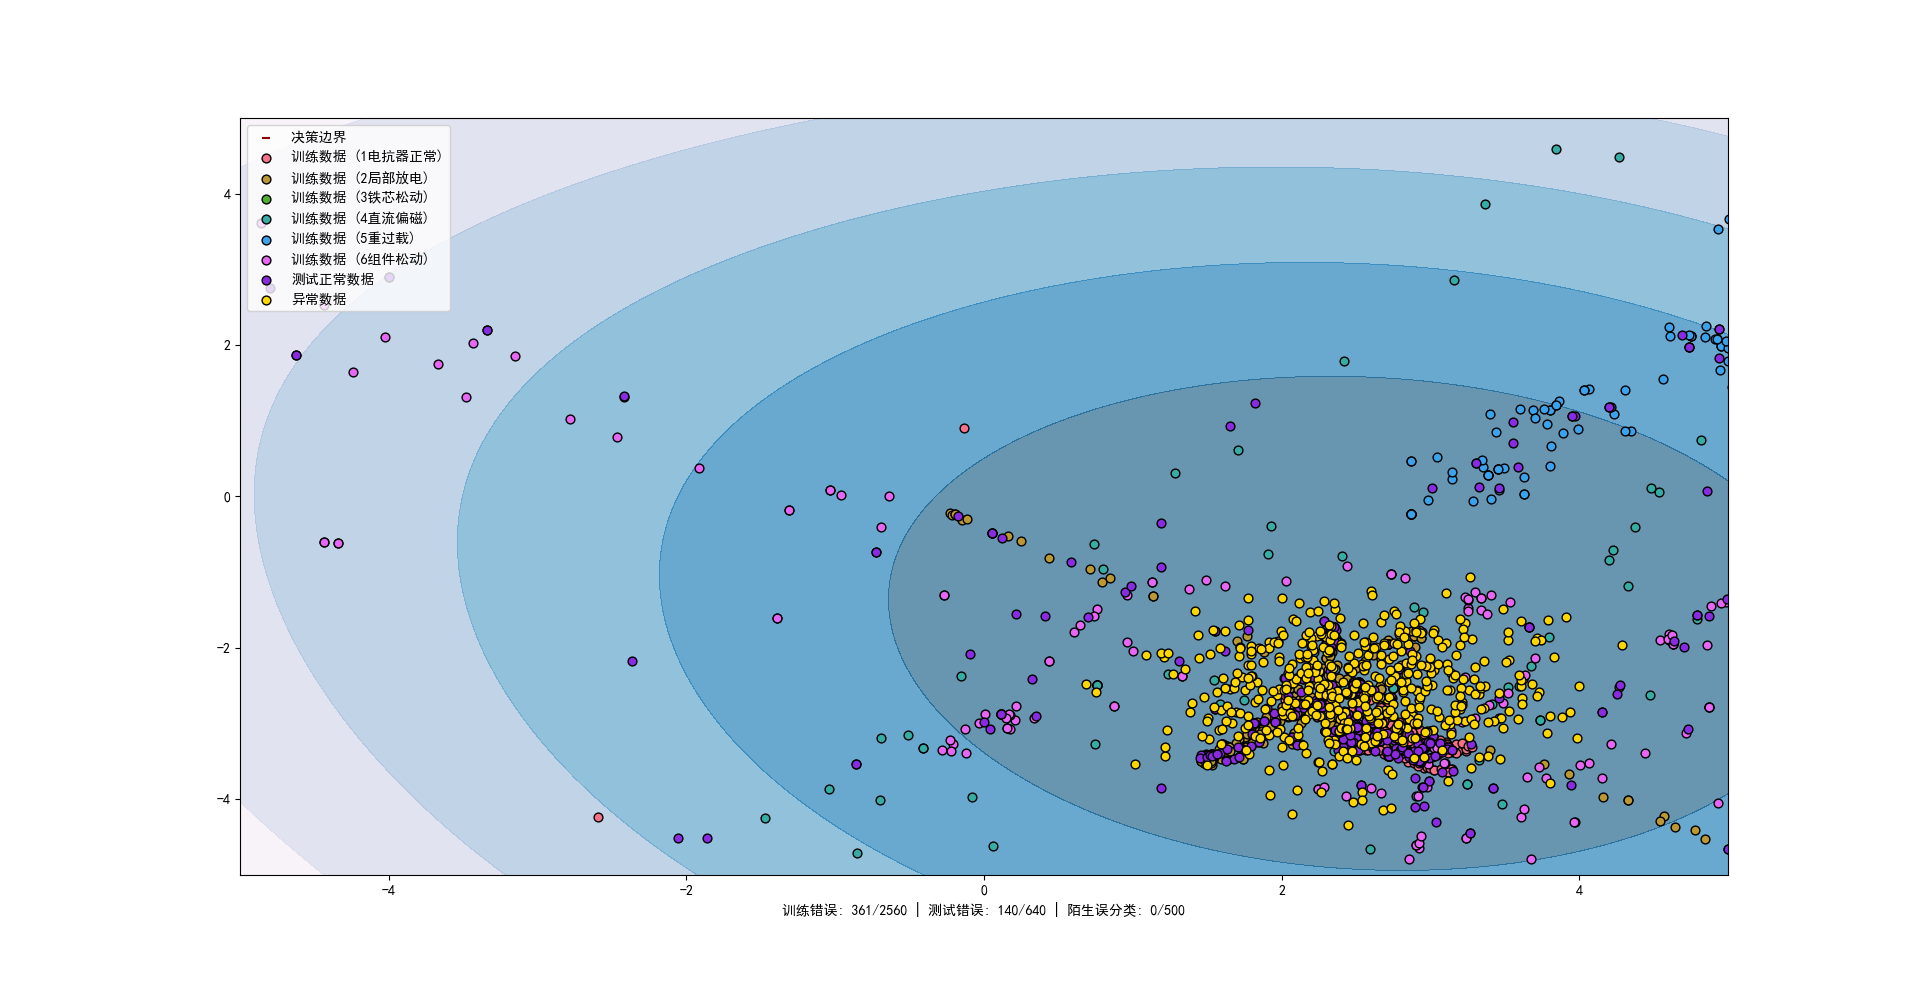 决策边界
训练数据 (1电抗器正常)
训练数据 (2局部放电)
训练数据 (3铁芯松动)
训练数据 (4直流偏磁)
训练数据 (5重过载)
训练数据 (6组件松动)
测试正常数据
异常数据
4
2
0
−2
−4
−4
−2
0
2
4
训练错误: 361/2560 | 测试错误: 140/640 | 陌生误分类: 0/500